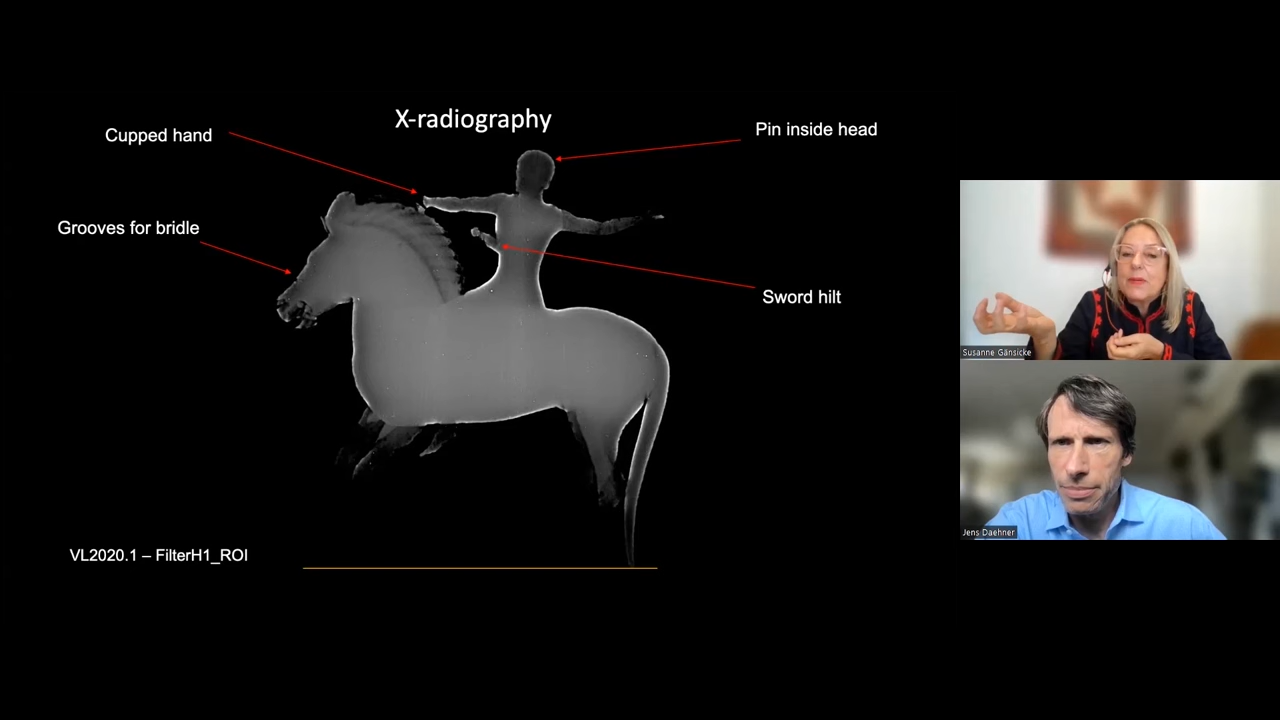 X-radiography
Cupped hand
Pin inside head
Grooves for bridle
Sword hilt
VL2020.1 – FilterH1_ROI
Susanne Gänsicke
Jens Daehner